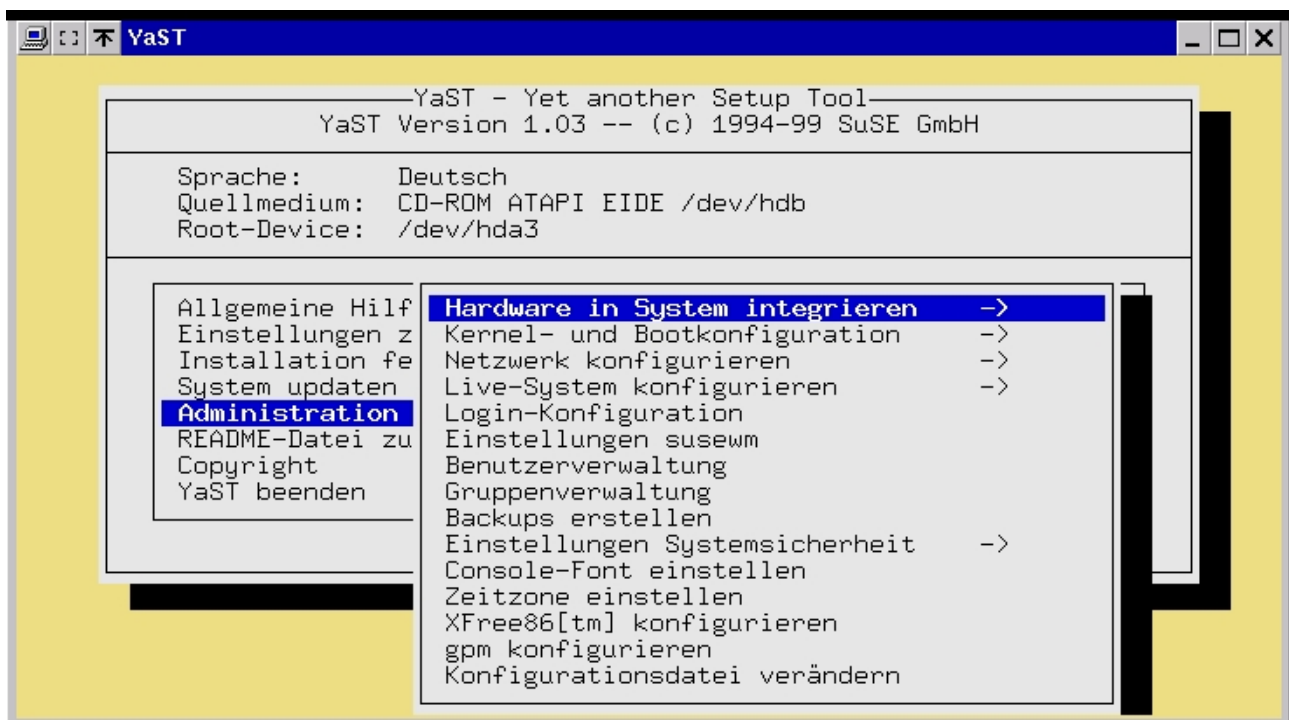 YaST
YaST - Yet another Setup Tool
YaST Version 1.03 -- (c) 1994-99 SuSE GmbH
Sprache: Deutsch
Quellmedium: CD-ROM ATAPI EIDE /dev/hdb
Root-Device: /dev/hda3
Allgemeine Hilf
Einstellungen z
Installation fe
System updaten
Administration
README-Datei zu
Copyright
YaST beenden
Hardware in System integrieren ->
Kernel- und Bootkonfiguration ->
Netzwerk konfigurieren ->
Live-System konfigurieren ->
Login-Konfiguration
Einstellungen susewm
Benutzerverwaltung
Gruppenverwaltung
Backups erstellen
Einstellungen Systemsicherheit ->
Console-Font einstellen
Zeitzone einstellen
XFree86[tm] konfigurieren
gpm konfigurieren
Konfigurationsdatei verändern